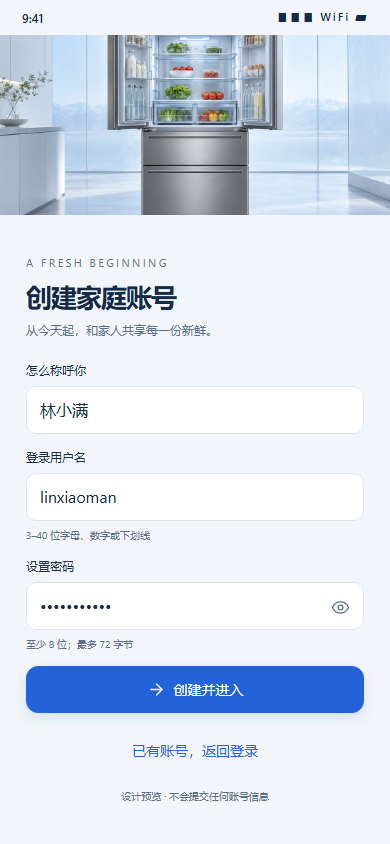 9:41
WiFi
A FRESH BEGINNING
创建家庭账号
从今天起，和家人共享每一份新鲜。
怎么称呼你
林小满
登录用户名
linxiaoman
3–40 位字母、数字或下划线
设置密码
•••••••••••
至少 8 位；最多 72 字节
创建并进入
已有账号，返回登录
设计预览 · 不会提交任何账号信息